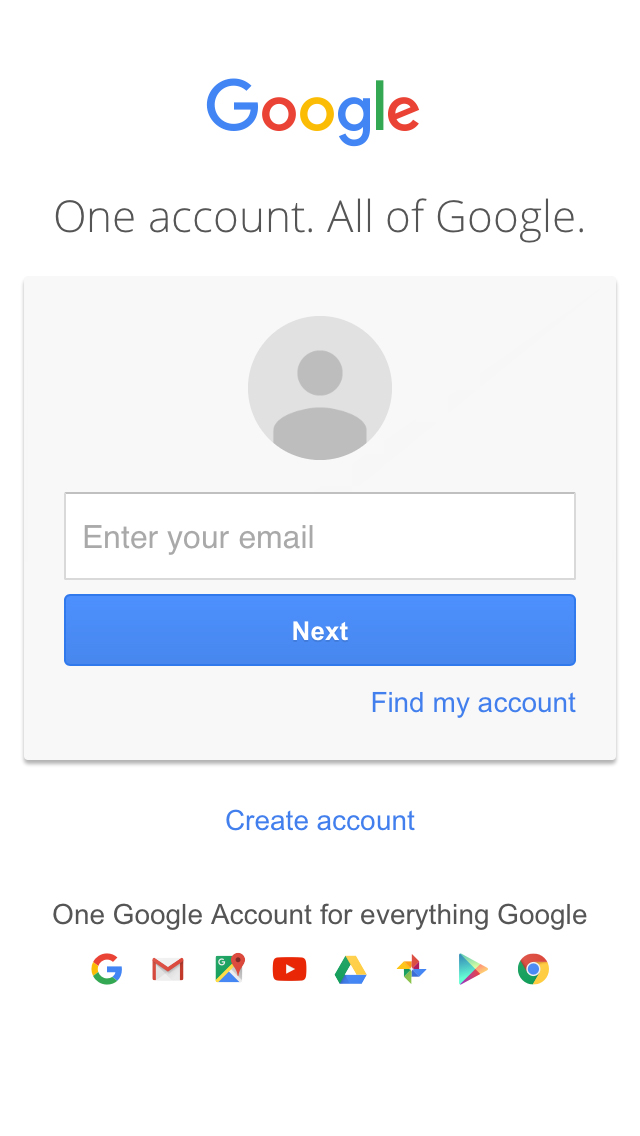 Google
One account. All of Google.
Enter your email
Next
Find my account
Create account
One Google Account for everything Google